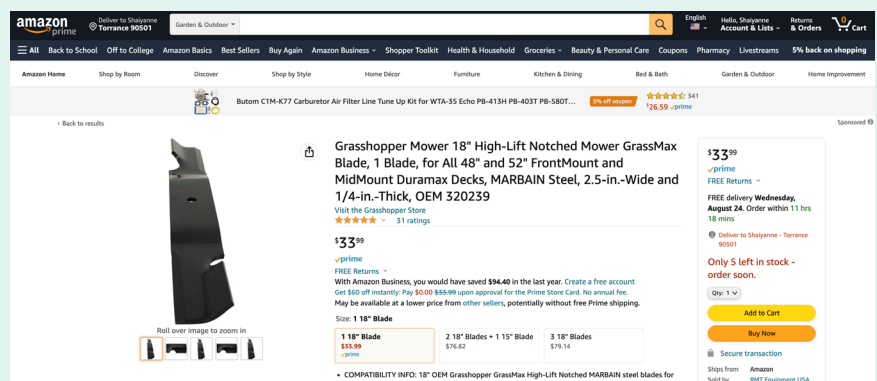 amazon
prime
Deliver to Shaiyanne
Torrance 90501
Garden & Outdoor
English
Hello, Shaiyanne
Account & Lists
Returns
& Orders
0
Cart
All Back to School Off to College Amazon Basics Best Sellers Buy Again Amazon Business Shopper Toolkit Health & Household Groceries Beauty & Personal Care Coupons Pharmacy Livestreams 5% back on shopping
Amazon Home Shop by Room Discover Shop by Style Home Décor Furniture Kitchen & Dining Bed & Bath Garden & Outdoor Home Improvement
Butom C1M-K77 Carburetor Air Filter Line Tune Up Kit for WTA-35 Echo PB-413H PB-403T PB-580T... 5% off coupon 341
$26.59 prime
‹ Back to results
Sponsored
Grasshopper Mower 18" High-Lift Notched Mower GrassMax
Blade, 1 Blade, for All 48" and 52" FrontMount and
MidMount Duramax Decks, MARBAIN Steel, 2.5-in.-Wide and
1/4-in.-Thick, OEM 320239
Visit the Grasshopper Store
31 ratings
$33 99
prime
FREE Returns
With Amazon Business, you would have saved $94.40 in the last year. Create a free account
Get $60 off instantly: Pay $0.00 $33.99 upon approval for the Prime Store Card. No annual fee.
May be available at a lower price from other sellers, potentially without free Prime shipping.
Size: 1 18" Blade
1 18" Blade
$33.99
prime
2 18" Blades + 1 15" Blade
$76.82
3 18" Blades
$79.14
• COMPATIBILITY INFO: 18" OEM Grasshopper GrassMax High-Lift Notched MARBAIN steel blades for
Roll over image to zoom in
$33 99
prime
FREE Returns
FREE delivery Wednesday,
August 24. Order within 11 hrs
18 mins
Deliver to Shaiyanne - Torrance
90501
Only 5 left in stock -
order soon.
Qty: 1
Add to Cart
Buy Now
Secure transaction
Ships from Amazon
Sold by RMT Equipment USA